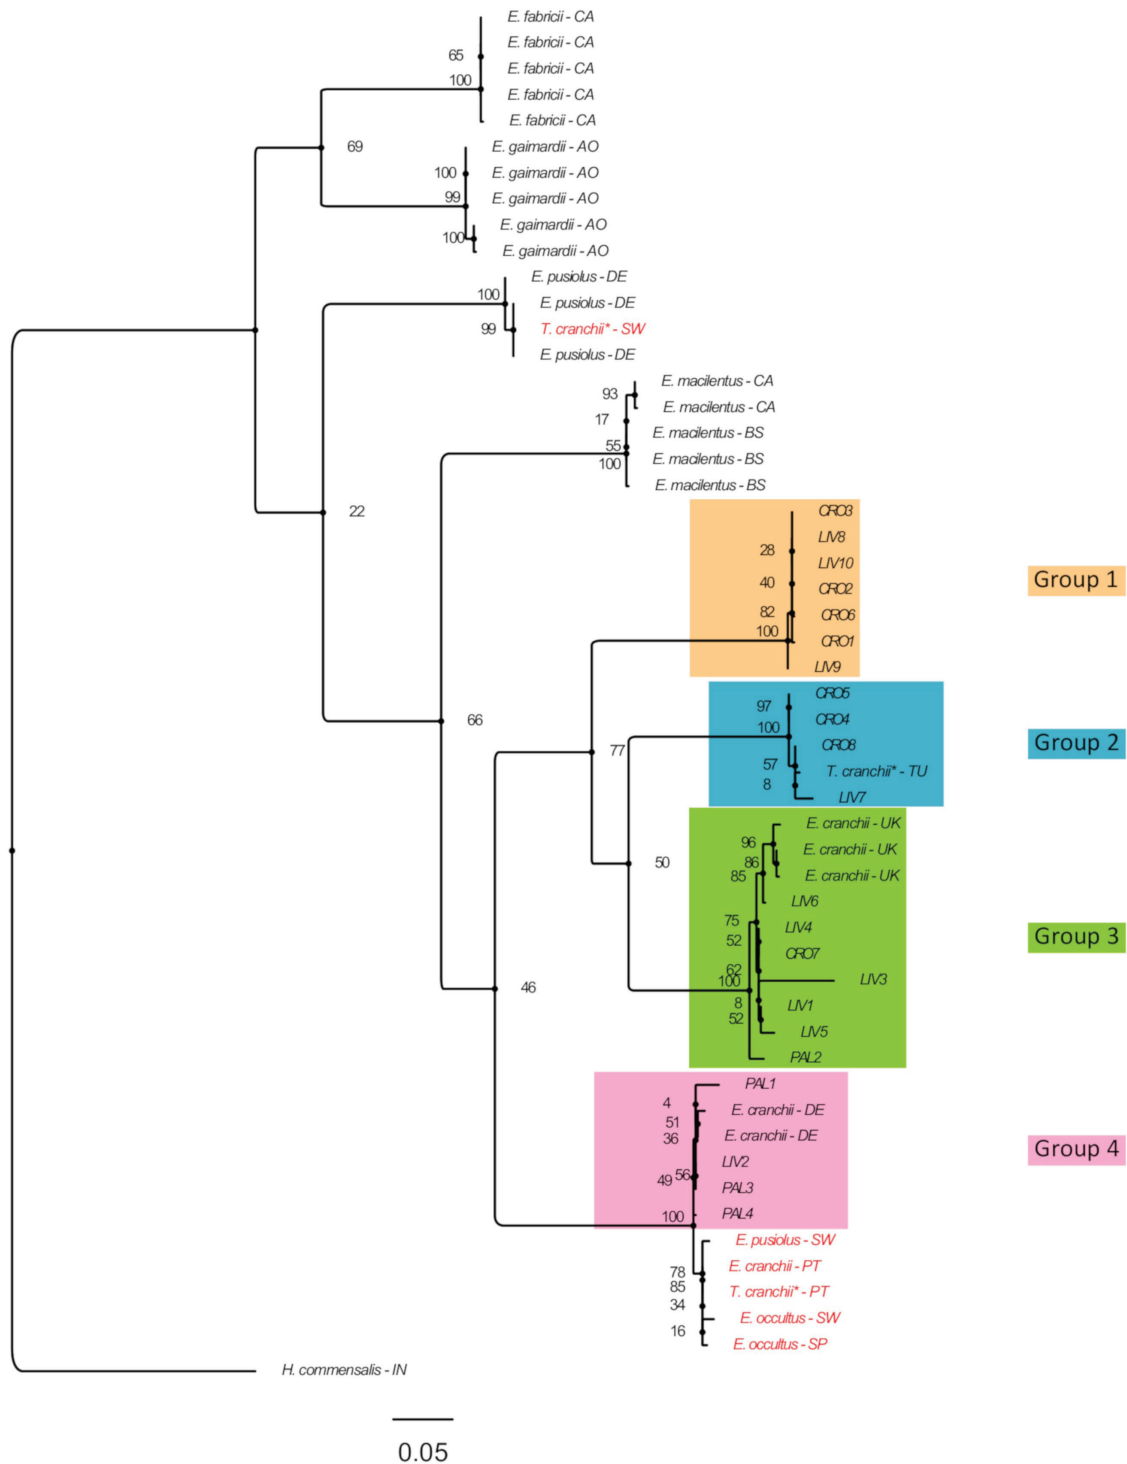 E. fabricii - CA
E. fabricii - CA
65
E. fabricii - CA
100
E. fabricii - CA
E. fabricii - CA
69
E. gaimardii - AO
100
E. gaimardii - AO
99
E. gaimardii - AO
E. gaimardii - AO
100
E. gaimardii - AO
E. pusiolus - DE
100
E. pusiolus - DE
99
T. cranchii* - SW
E. pusiolus - DE
E. macilentus - CA
93
E. macilentus - CA
17
E. macilentus - BS
55
E. macilentus - BS
100
E. macilentus - BS
22
CRO3
LIV8
28
LIV10
40
CRO2
Group 1
82
CRO6
100
CRO1
LIV9
CRO5
97
66
CRO4
100
CRO8
Group 2
77
57
T. cranchii* - TU
8
LIV7
E. cranchii - UK
96
E. cranchii - UK
86
50
85
E. cranchii - UK
LIV6
75
LIV4
52
Group 3
CRO7
62
100
LIV3
46
8
LIV1
52
LIV5
PAL2
PAL1
4
E. cranchii - DE
51
36
E. cranchii - DE
Group 4
LIV2
56
49
PAL3
100
PAL4
E. pusiolus - SW
78
E. cranchii - PT
85
T. cranchii* - PT
34
E. occultus - SW
16
E. occultus - SP
H. commensalis - IN
0.05